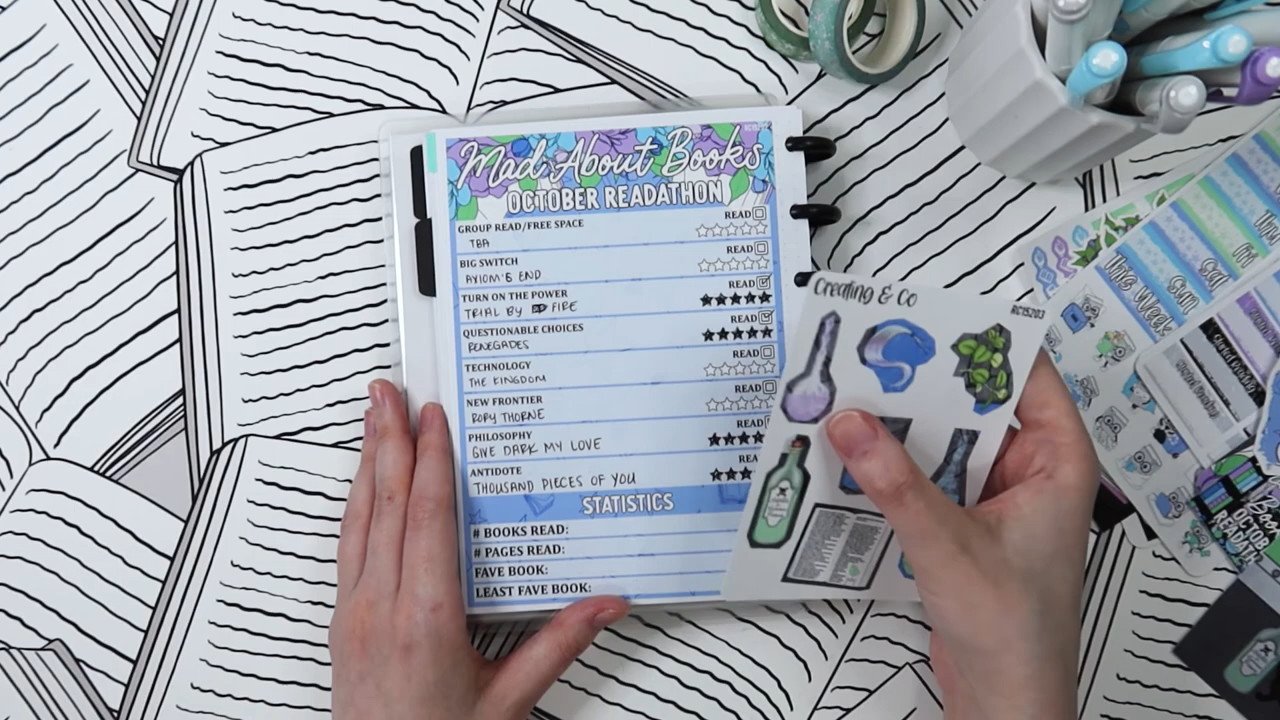 Mad About Books
OCTOBER READATHON
GROUP READ/FREE SPACE READ
TBA
BIG SWITCH READ
AXIOM'S END
TURN ON THE POWER READ
TRIAL BY FIRE
QUESTIONABLE CHOICES READ
RENEGADES
TECHNOLOGY READ
THE KINGDOM
NEW FRONTIER READ
RORY THORNE
PHILOSOPHY READ
GIVE DARK MY LOVE
ANTIDOTE REA
THOUSAND PIECES OF YOU
STATISTICS
# BOOKS READ:
# PAGES READ:
FAVE BOOK:
LEAST FAVE BOOK:
Creating & Co
RC15203
This Week
Sun
Sat
Fri